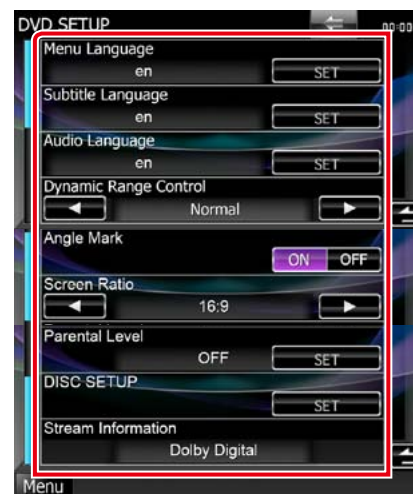 DVD SETUP
00:00
Menu Language
en SET
Subtitle Language
en SET
Audio Language
en SET
Dynamic Range Control
Normal
Angle Mark
ON OFF
Screen Ratio
16:9
Parental Level
OFF SET
DISC SETUP
SET
Stream Information
Dolby Digital
Menu